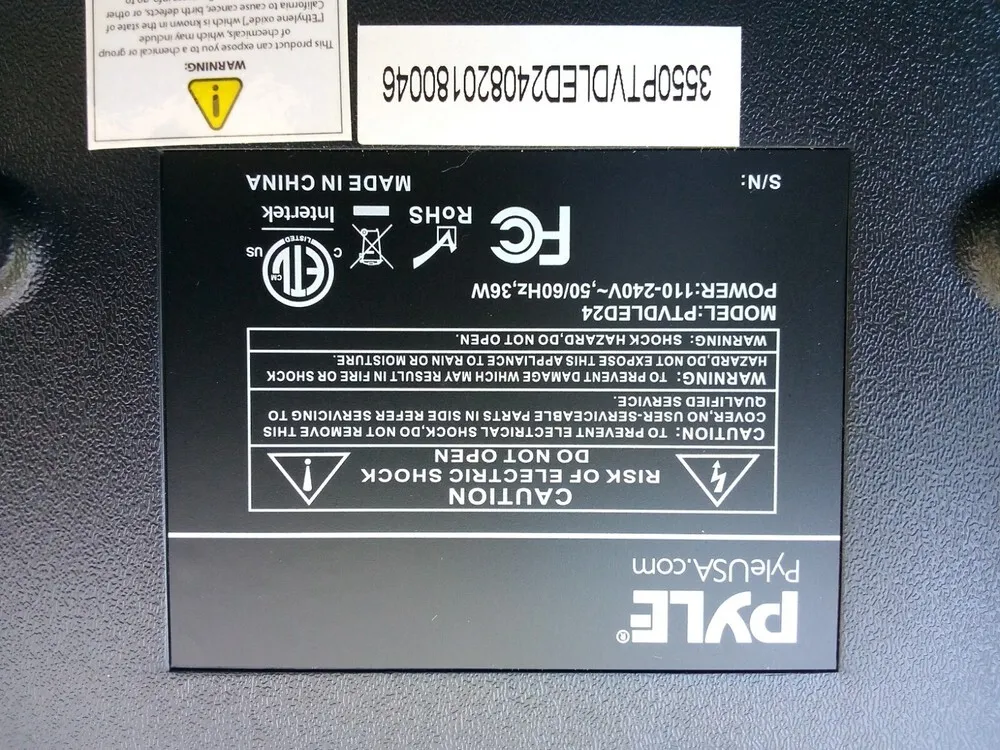 PYLE®
PyleUSA.com
CAUTION
RISK OF ELECTRIC SHOCK
DO NOT OPEN
CAUTION: TO PREVENT ELECTRICAL SHOCK,DO NOT REMOVE THIS
COVER,NO USER-SERVICEABLE PARTS IN SIDE REFER SERVICING TO
QUALIFIED SERVICE.
WARNING: TO PREVENT DAMAGE WHICH MAY RESULT IN FIRE OR SHOCK
HAZARD,DO NOT EXPOSE THIS APPLIANCE TO RAIN OR MOISTURE.
WARNING: SHOCK HAZARD,DO NOT OPEN.
MODEL:PTVDLED24
POWER:110-240V~,50/60Hz,36W
FC
RoHS
C ETL CM LISTED US
Intertek
S/N:
MADE IN CHINA
3550PTVDLED240820180046
WARNING:
This product can expose you to a chemical or group
of chemicals, which may include
["Ethylene oxide"] which is known in the state of
California to cause cancer, birth defects, or other